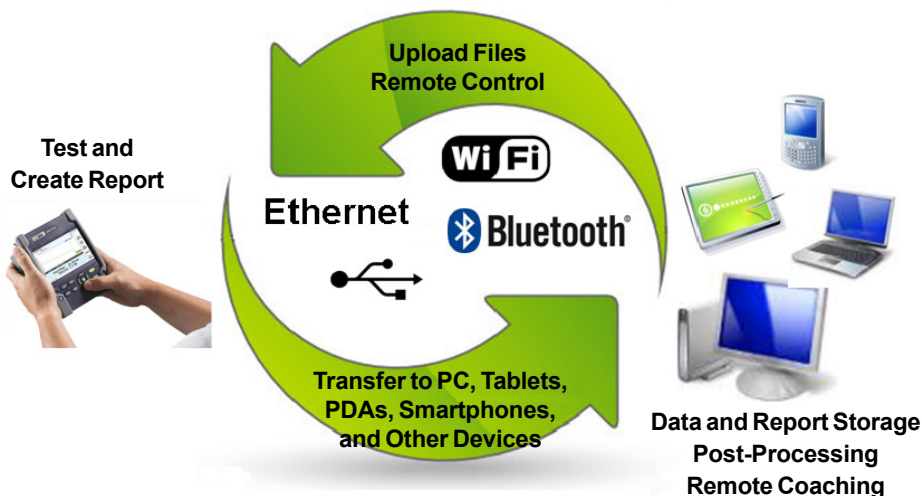 Upload Files
Remote Control
Test and
Create Report
WiFi
Ethernet
Bluetooth®
Transfer to PC, Tablets,
PDAs, Smartphones,
and Other Devices
Data and Report Storage
Post-Processing
Remote Coaching